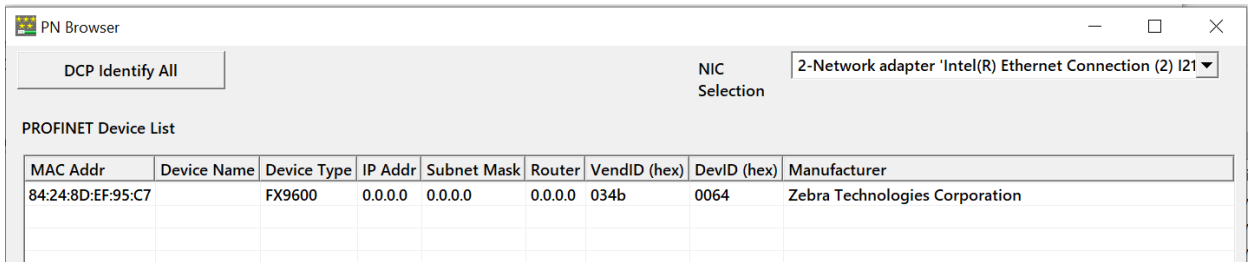 PN Browser
DCP Identify All
NIC Selection
2-Network adapter 'Intel(R) Ethernet Connection (2) I21
PROFINET Device List
MAC Addr Device Name Device Type IP Addr Subnet Mask Router VendID (hex) DevID (hex) Manufacturer
84:24:8D:EF:95:C7 FX9600 0.0.0.0 0.0.0.0 0.0.0.0 034b 0064 Zebra Technologies Corporation